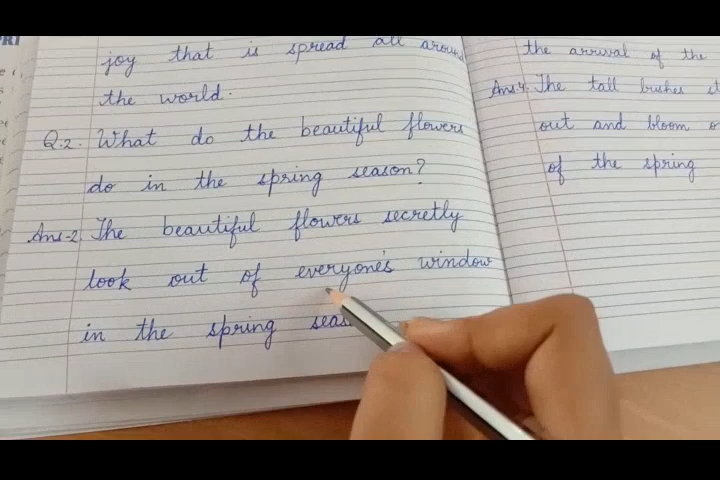 joy that is spread all around
the world.
Q.2. What do the beautiful flowers
do in the spring season?
Ans-2. The beautiful flowers secretly
look out of everyone's window
in the spring
the arrival of the
Ans-4. The tall bushes
out and bloom
of the spring